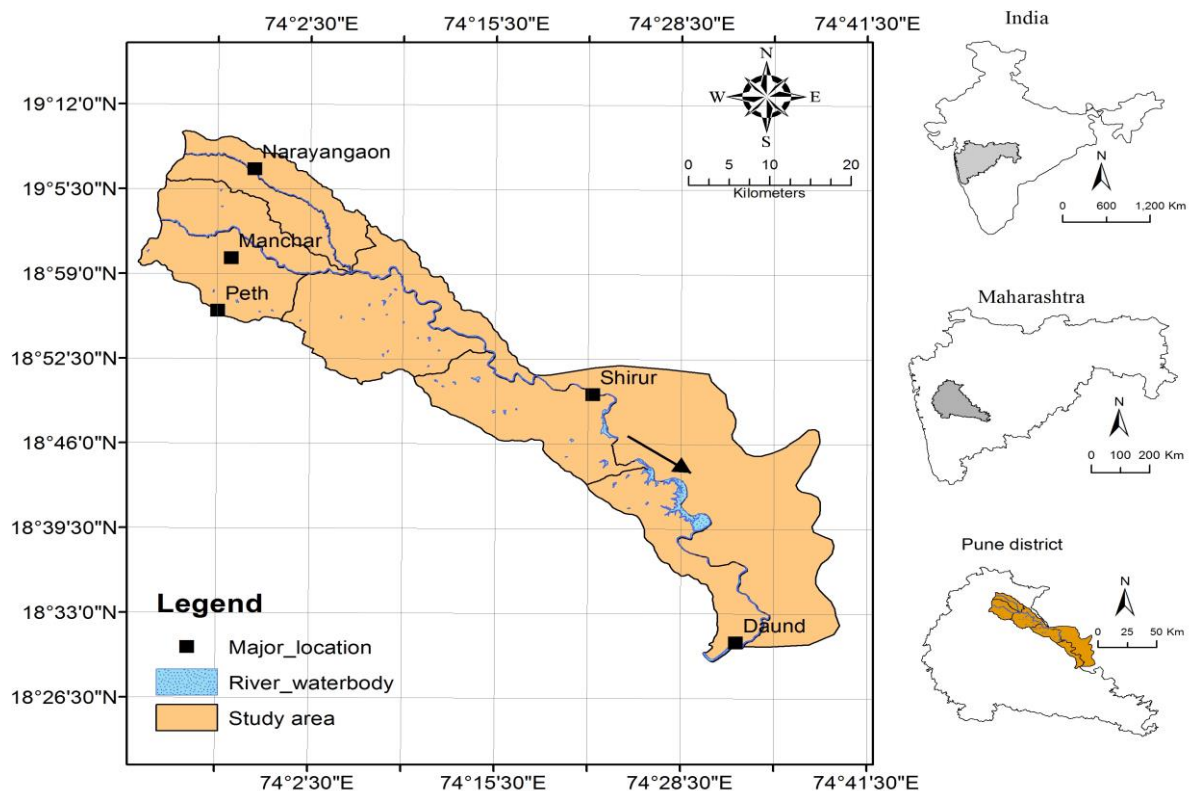 74°2'30"E 74°15'30"E 74°28'30"E 74°41'30"E
19°12'0"N
19°5'30"N
18°59'0"N
18°52'30"N
18°46'0"N
18°39'30"N
18°33'0"N
18°26'30"N
N
W E
S
0 5 10 20
Kilometers
Narayangaon
Manchar
Peth
Shirur
Daund
Legend
Major_location
River_waterbody
Study area
74°2'30"E 74°15'30"E 74°28'30"E 74°41'30"E
India
N
0 600 1,200 Km
Maharashtra
N
0 100 200 Km
Pune district
N
0 25 50 Km